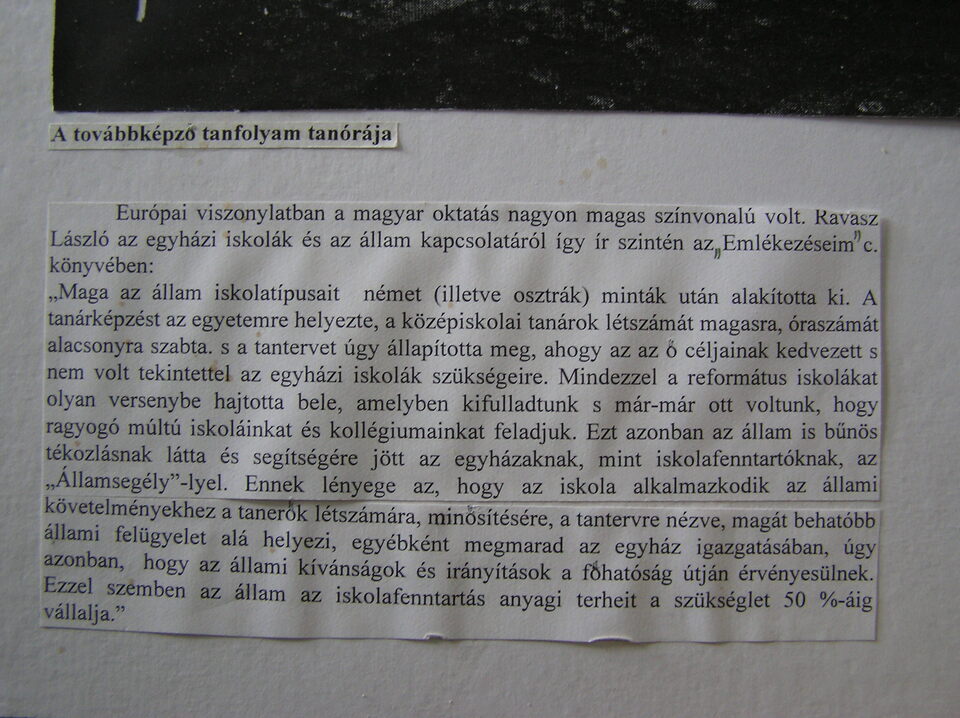 A továbbképző tanfolyam tanórája
Európai viszonylatban a magyar oktatás nagyon magas színvonalú volt. Ravasz
László az egyházi iskolák és az állam kapcsolatáról így ír szintén az „Emlékezéseim” c.
könyvében:
„Maga az állam iskolatípusait német (illetve osztrák) minták után alakította ki. A
tanárképzést az egyetemre helyezte, a középiskolai tanárok létszámát magasra, óraszámát
alacsonyra szabta. s a tantervet úgy állapította meg, ahogy az az ő céljainak kedvezett s
nem volt tekintettel az egyházi iskolák szükségeire. Mindezzel a református iskolákat
olyan versenybe hajtotta bele, amelyben kifulladtunk s már-már ott voltunk, hogy
ragyogó múltú iskoláinkat és kollégiumainkat feladjuk. Ezt azonban az állam is bűnös
tékozlásnak látta és segítségére jött az egyházaknak, mint iskolafenntartóknak, az
„Államsegély”-lyel. Ennek lényege az, hogy az iskola alkalmazkodik az állami
követelményekhez a tanerők létszámára, minősítésére, a tantervre nézve, magát behatóbb
állami felügyelet alá helyezi, egyébként megmarad az egyház igazgatásában, úgy
azonban, hogy az állami kívánságok és irányítások a főhatóság útján érvényesülnek.
Ezzel szemben az állam az iskolafenntartás anyagi terheit a szükséglet 50 %-áig
vállalja.”